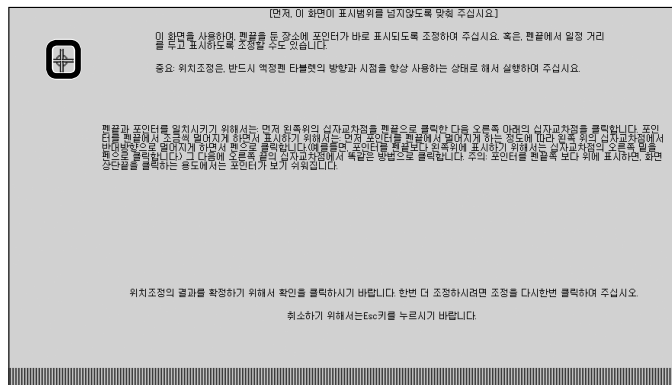 [먼저, 이 화면이 표시범위를 넘지않도록 맞춰 주십시요.]
이 화면을 사용하며, 펜끝을 둔 장소에 포인터가 바로 표시되도록 조정하여 주십시요. 혹은, 펜끝에서 일정 거리
를 두고 표시하도록 조정할 수도 있습니다.
중요: 위치조정은, 반드시 액정펜 타블렛의 방향과 시점을 항상 사용하는 상태로 해서 실행하여 주십시요.
펜끝과 포인터를 일치시키기 위해서는: 먼저 왼쪽위의 십자교차점을 펜끝으로 클릭한 다음 오른쪽 아래의 십자교차점을 클릭합니다. 포인
터를 펜끝에서 조금씩 멀어지게 하면서 표시하기 위해서는: 먼저 포인터를 펜끝에서 멀어지게 하는 정도에 따라 왼쪽 위의 십자교차점에서
반대방향으로 멀어지게 하면서 펜으로 클릭합니다.(예를들면, 포인터를 펜끝보다 왼쪽위에 표시하기 위해서는 십자교차점의 오른쪽 밑을
펜으로 클릭합니다.) 그 다음에 오른쪽 끝의 십자교차점에서 똑같은 방법으로 클릭합니다. 주의: 포인터를 펜끝쪽 보다 위에 표시하면, 화면
상단끝을 클릭하는 용도에서는 포인터가 보기 쉬워집니다.
위치조정의 결과를 확정하기 위해서 확인을 클릭하시기 바랍니다. 한번 더 조정하시려면 조정을 다시한번 클릭하여 주십시오.
취소하기 위해서는Esc키를 누르시기 바랍니다.